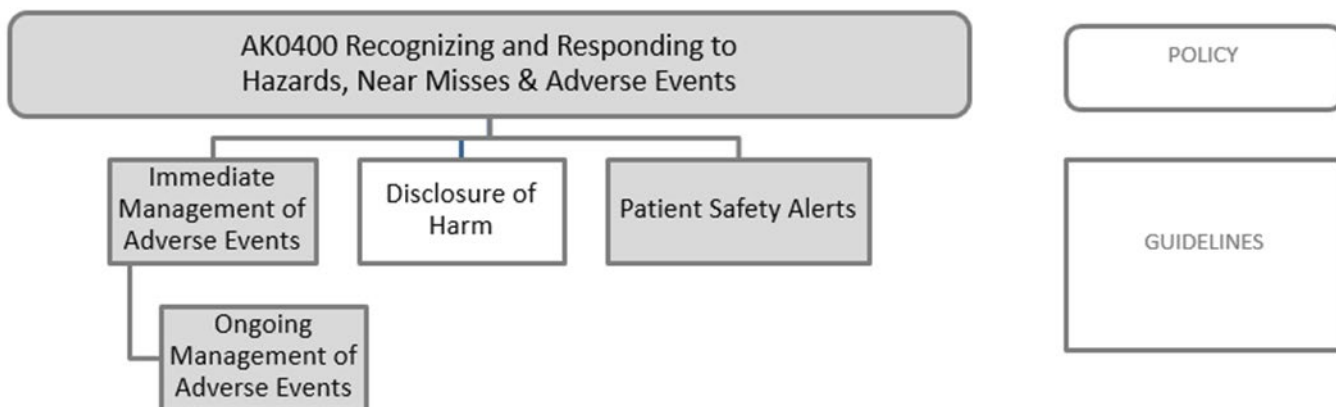 AK0400 Recognizing and Responding to
Hazards, Near Misses & Adverse Events
POLICY
Immediate
Management of
Adverse Events
Disclosure of
Harm
Patient Safety Alerts
GUIDELINES
Ongoing
Management of
Adverse Events